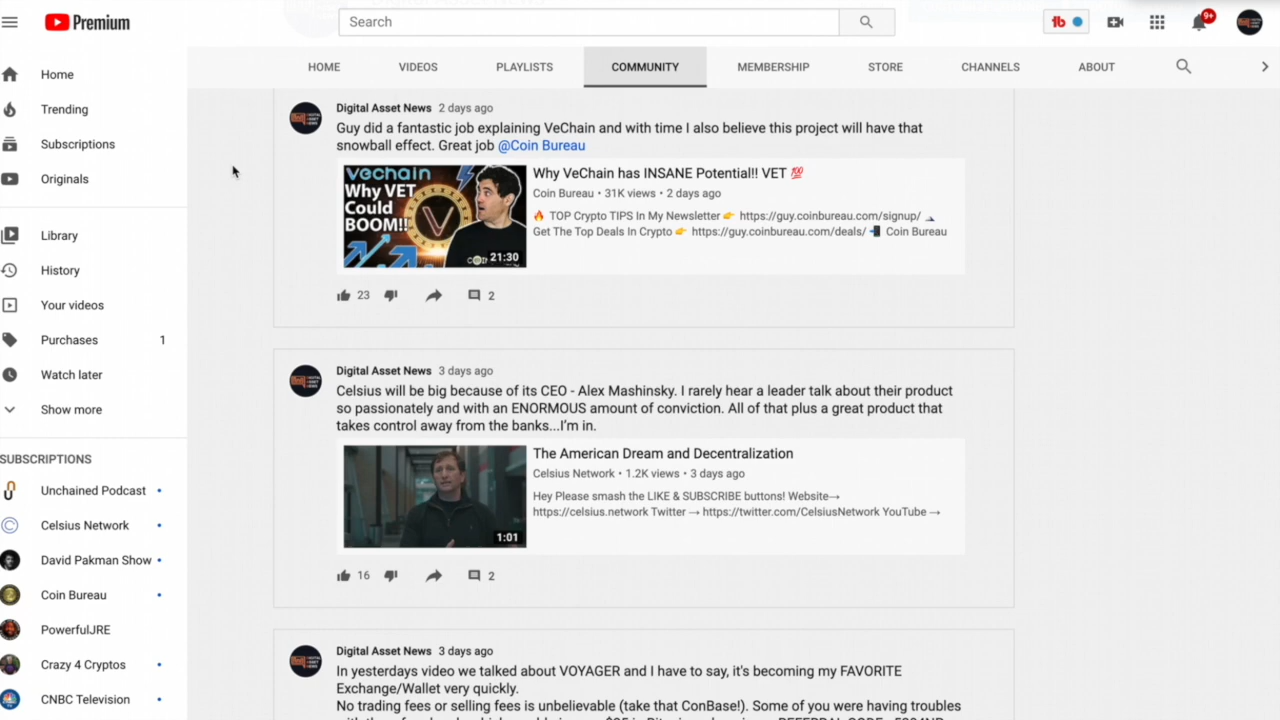 Premium
Search
9+
HOME
VIDEOS
PLAYLISTS
COMMUNITY
MEMBERSHIP
STORE
CHANNELS
ABOUT
Home
Trending
Subscriptions
Originals
Library
History
Your videos
Purchases 1
Watch later
Show more
SUBSCRIPTIONS
Unchained Podcast
Celsius Network
David Pakman Show
Coin Bureau
PowerfulJRE
Crazy 4 Cryptos
CNBC Television
Digital Asset News 2 days ago
Guy did a fantastic job explaining VeChain and with time I also believe this project will have that
snowball effect. Great job @Coin Bureau
vechain
Why VET
Could
BOOM!!
21:30
Why VeChain has INSANE Potential!! VET 💯
Coin Bureau • 31K views • 2 days ago
🔥 TOP Crypto TIPS In My Newsletter 👉 https://guy.coinbureau.com/signup/
Get The Top Deals In Crypto 👉 https://guy.coinbureau.com/deals/ 📲 Coin Bureau
23
2
Digital Asset News 3 days ago
Celsius will be big because of its CEO - Alex Mashinsky. I rarely hear a leader talk about their product
so passionately and with an ENORMOUS amount of conviction. All of that plus a great product that
takes control away from the banks...I'm in.
1:01
The American Dream and Decentralization
Celsius Network • 1.2K views • 3 days ago
Hey Please smash the LIKE & SUBSCRIBE buttons! Website→
https://celsius.network Twitter → https://twitter.com/CelsiusNetwork YouTube →
16
2
Digital Asset News 3 days ago
In yesterdays video we talked about VOYAGER and I have to say, it's becoming my FAVORITE
Exchange/Wallet very quickly.
No trading fees or selling fees is unbelievable (take that ConBase!). Some of you were having troubles